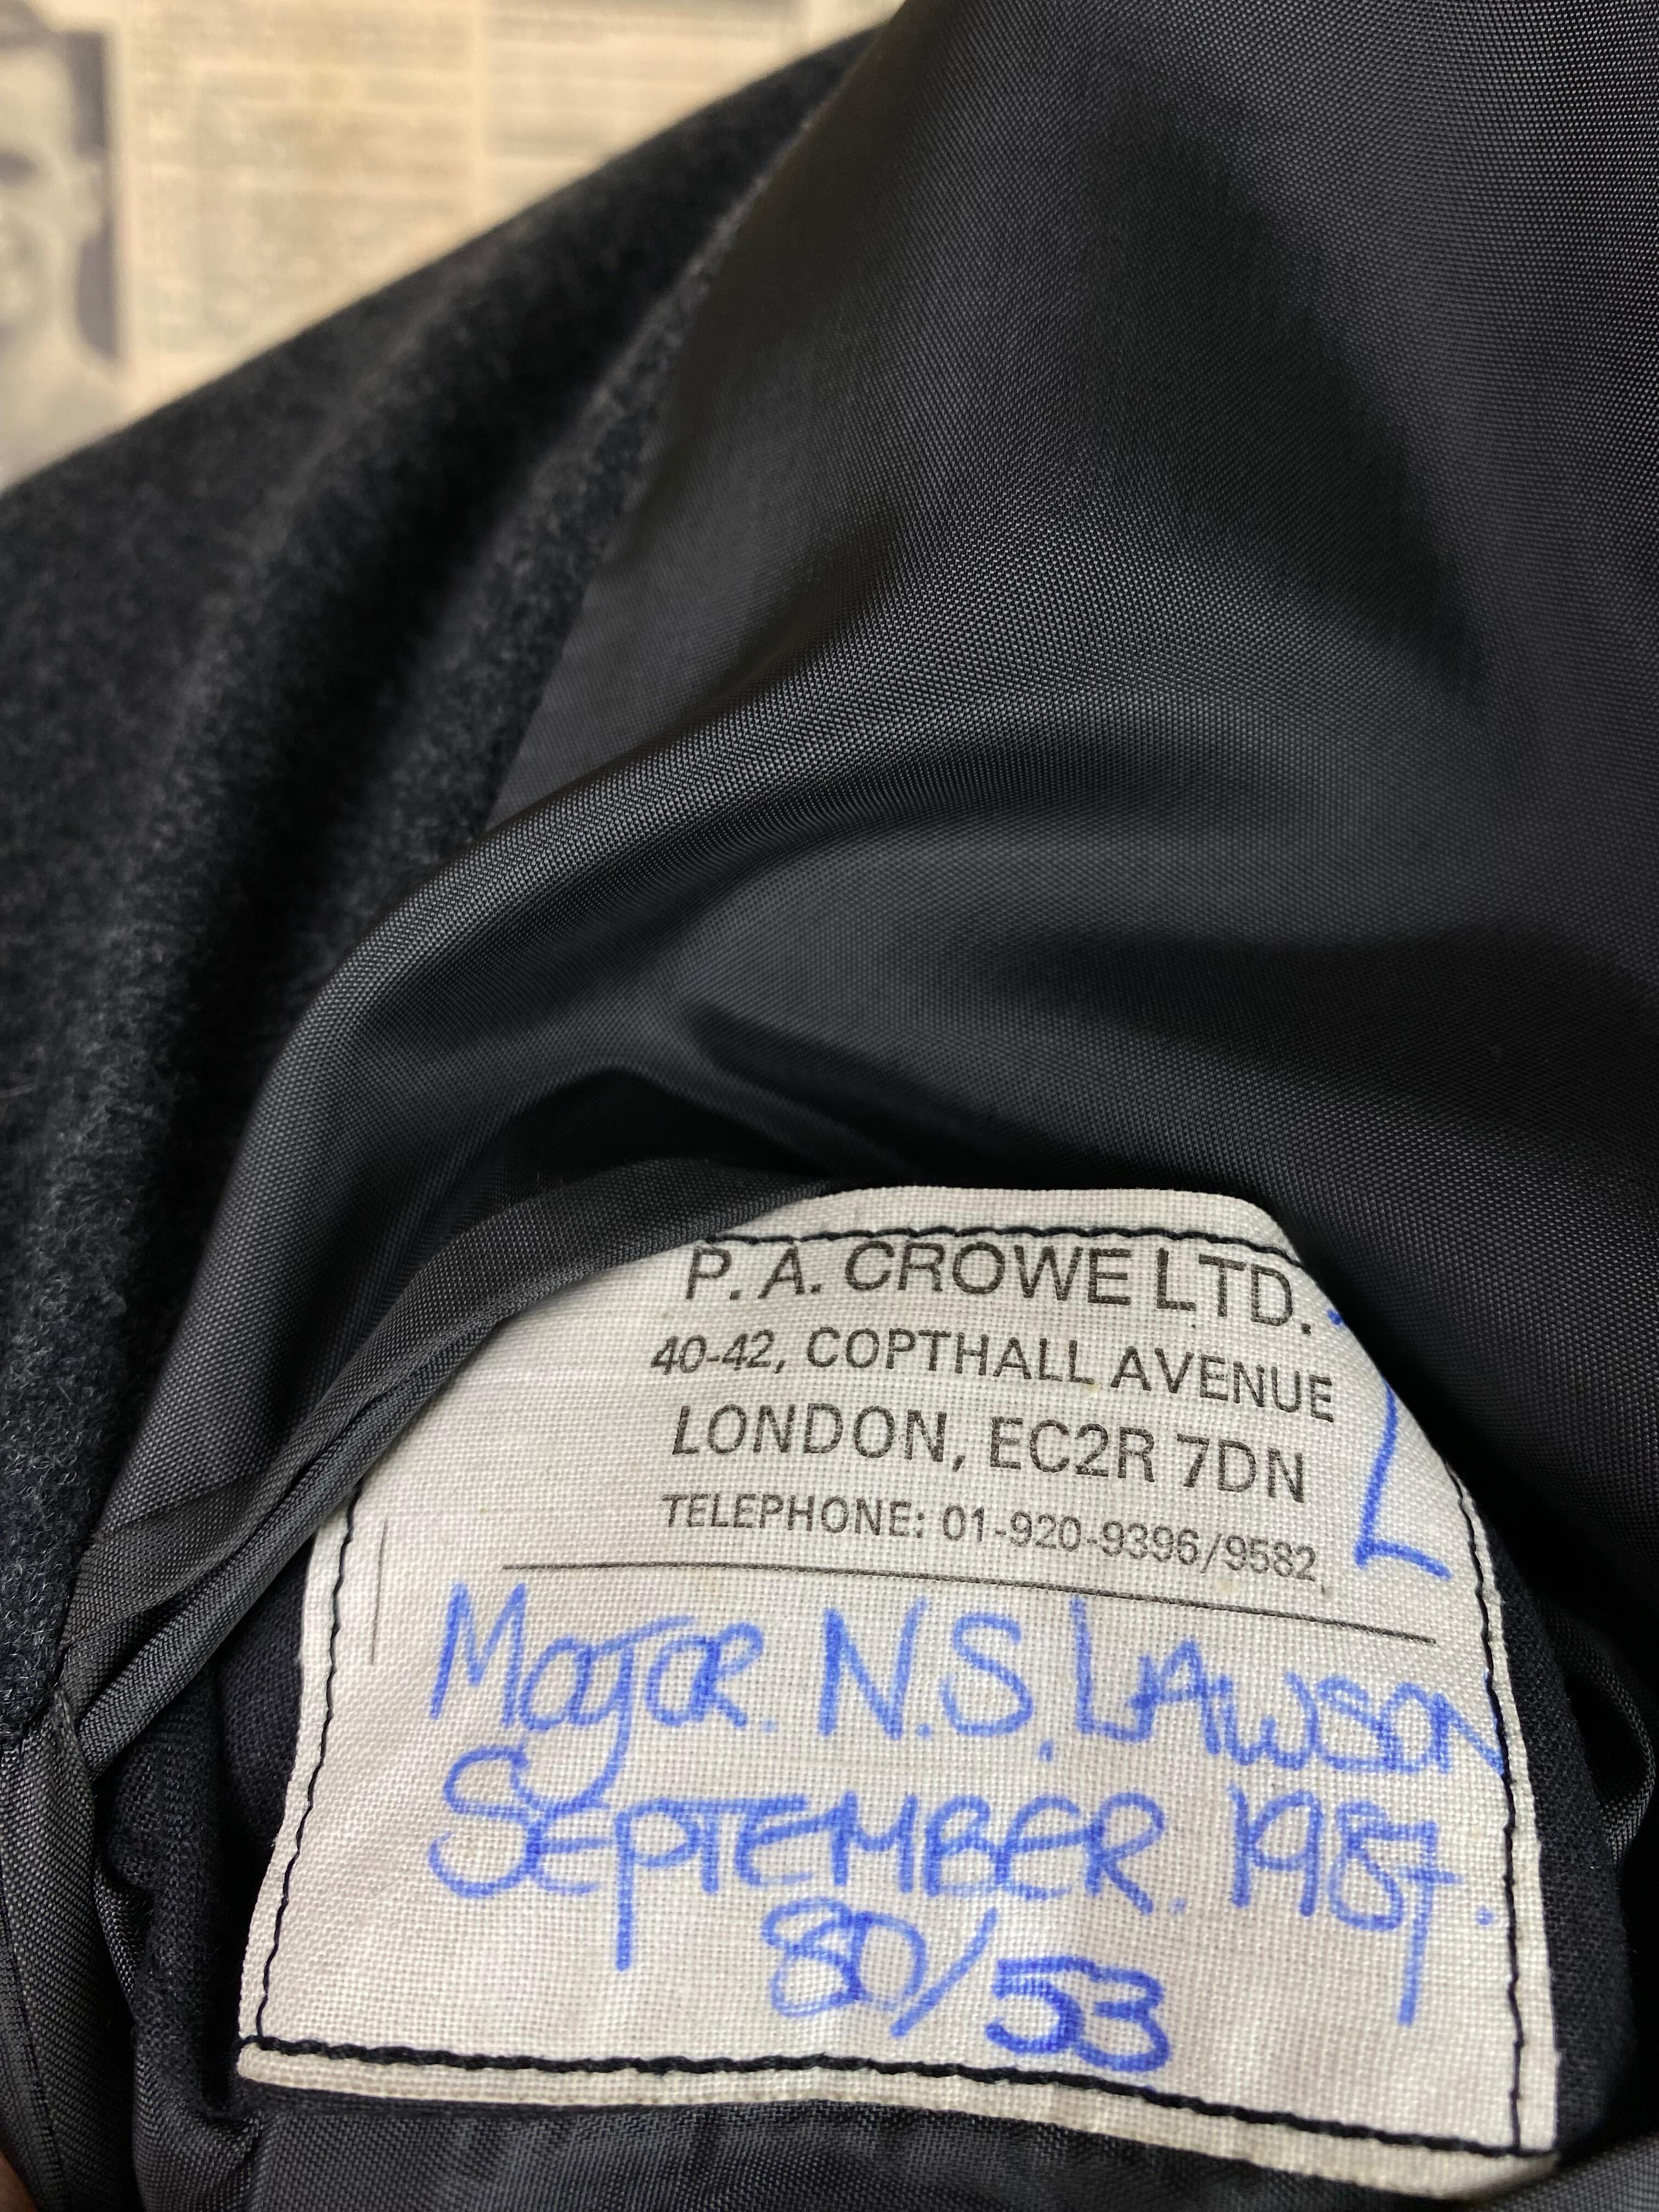 P. A. CROWE LTD.
40-42, COPTHALL AVENUE
LONDON, EC2R 7DN
TELEPHONE: 01-920-9396/9582
L
Major. N.S. LAWSON
SEPTEMBER. 1987.
80/53